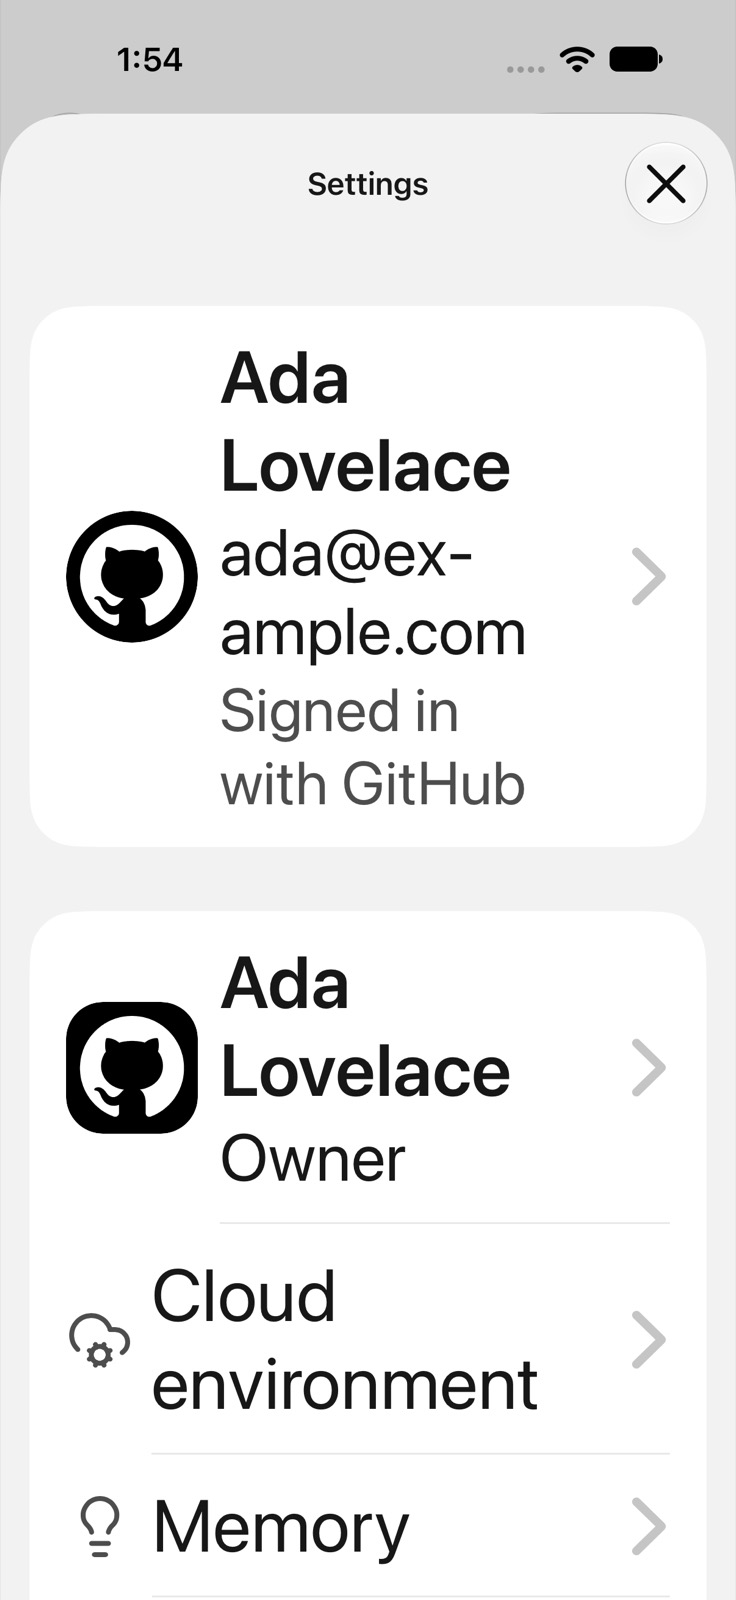 1:54
Settings
Ada
Lovelace
ada@ex-
ample.com
Signed in
with GitHub
Ada
Lovelace
Owner
Cloud
environment
Memory